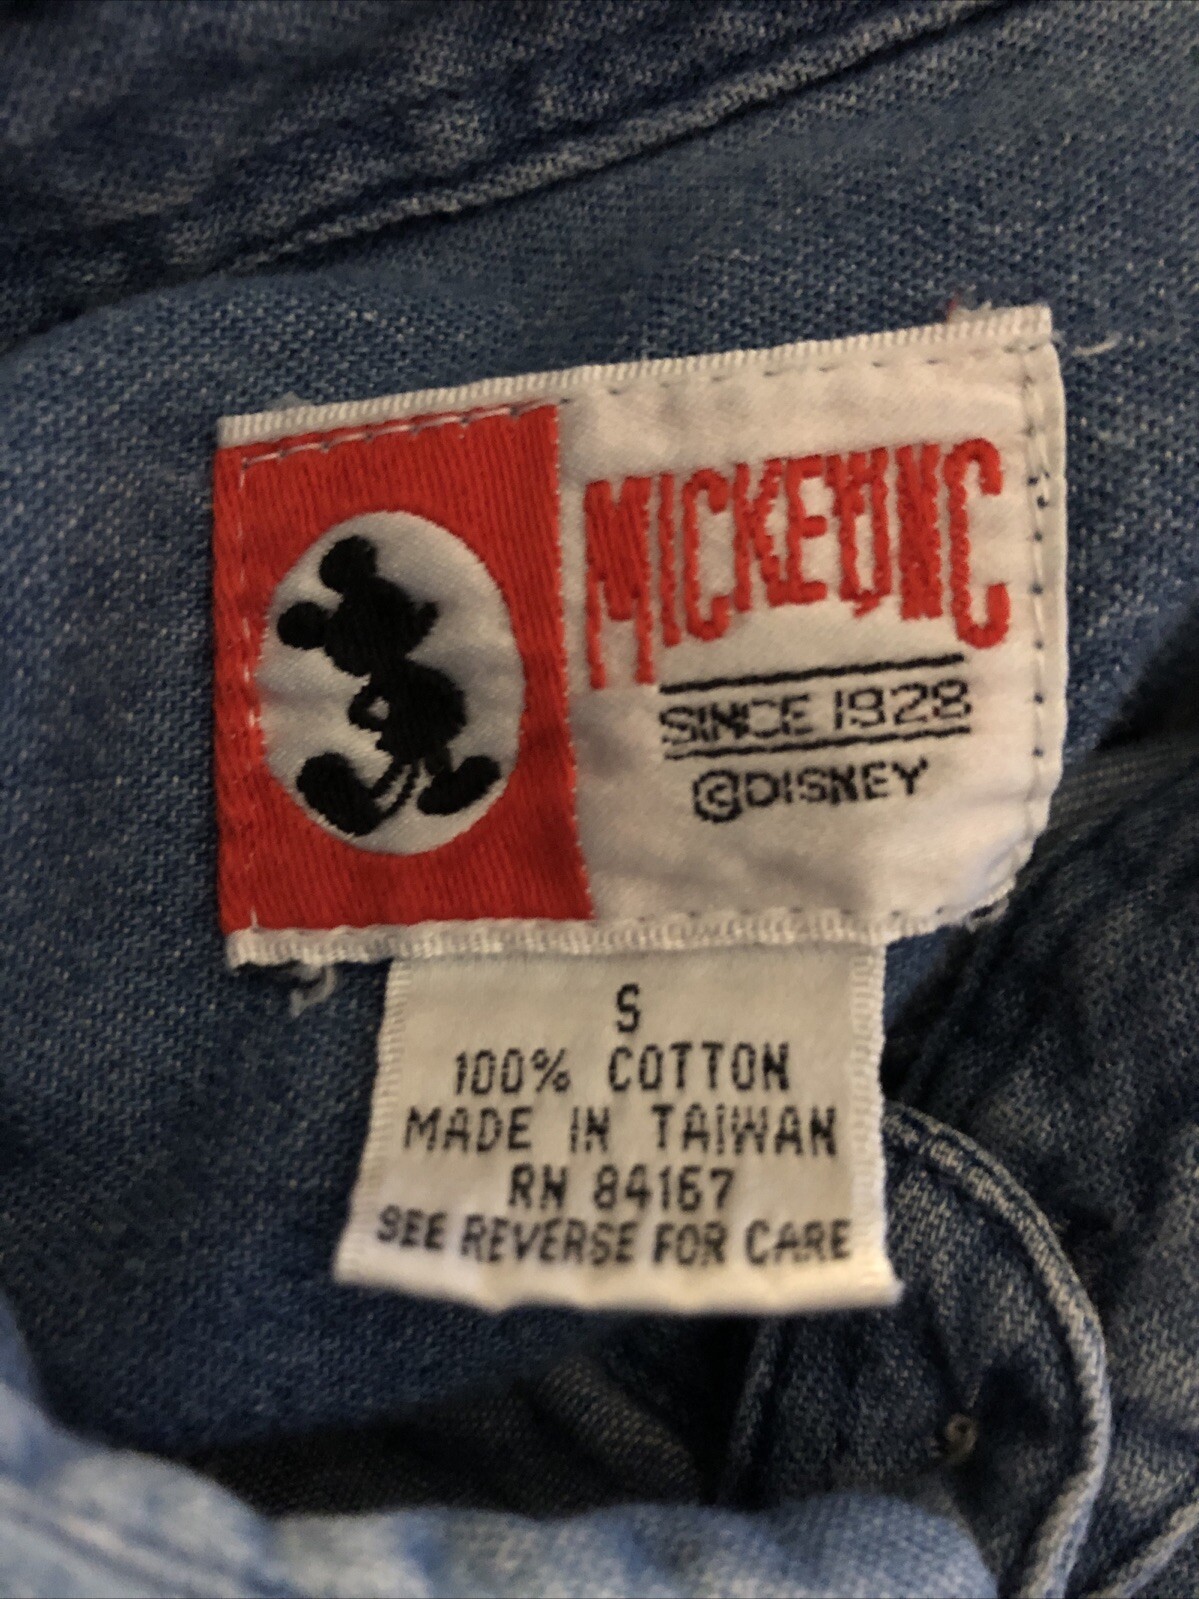 MICKEY INC
SINCE 1928
©DISNEY
S
100% COTTON
MADE IN TAIWAN
RN 84167
SEE REVERSE FOR CARE